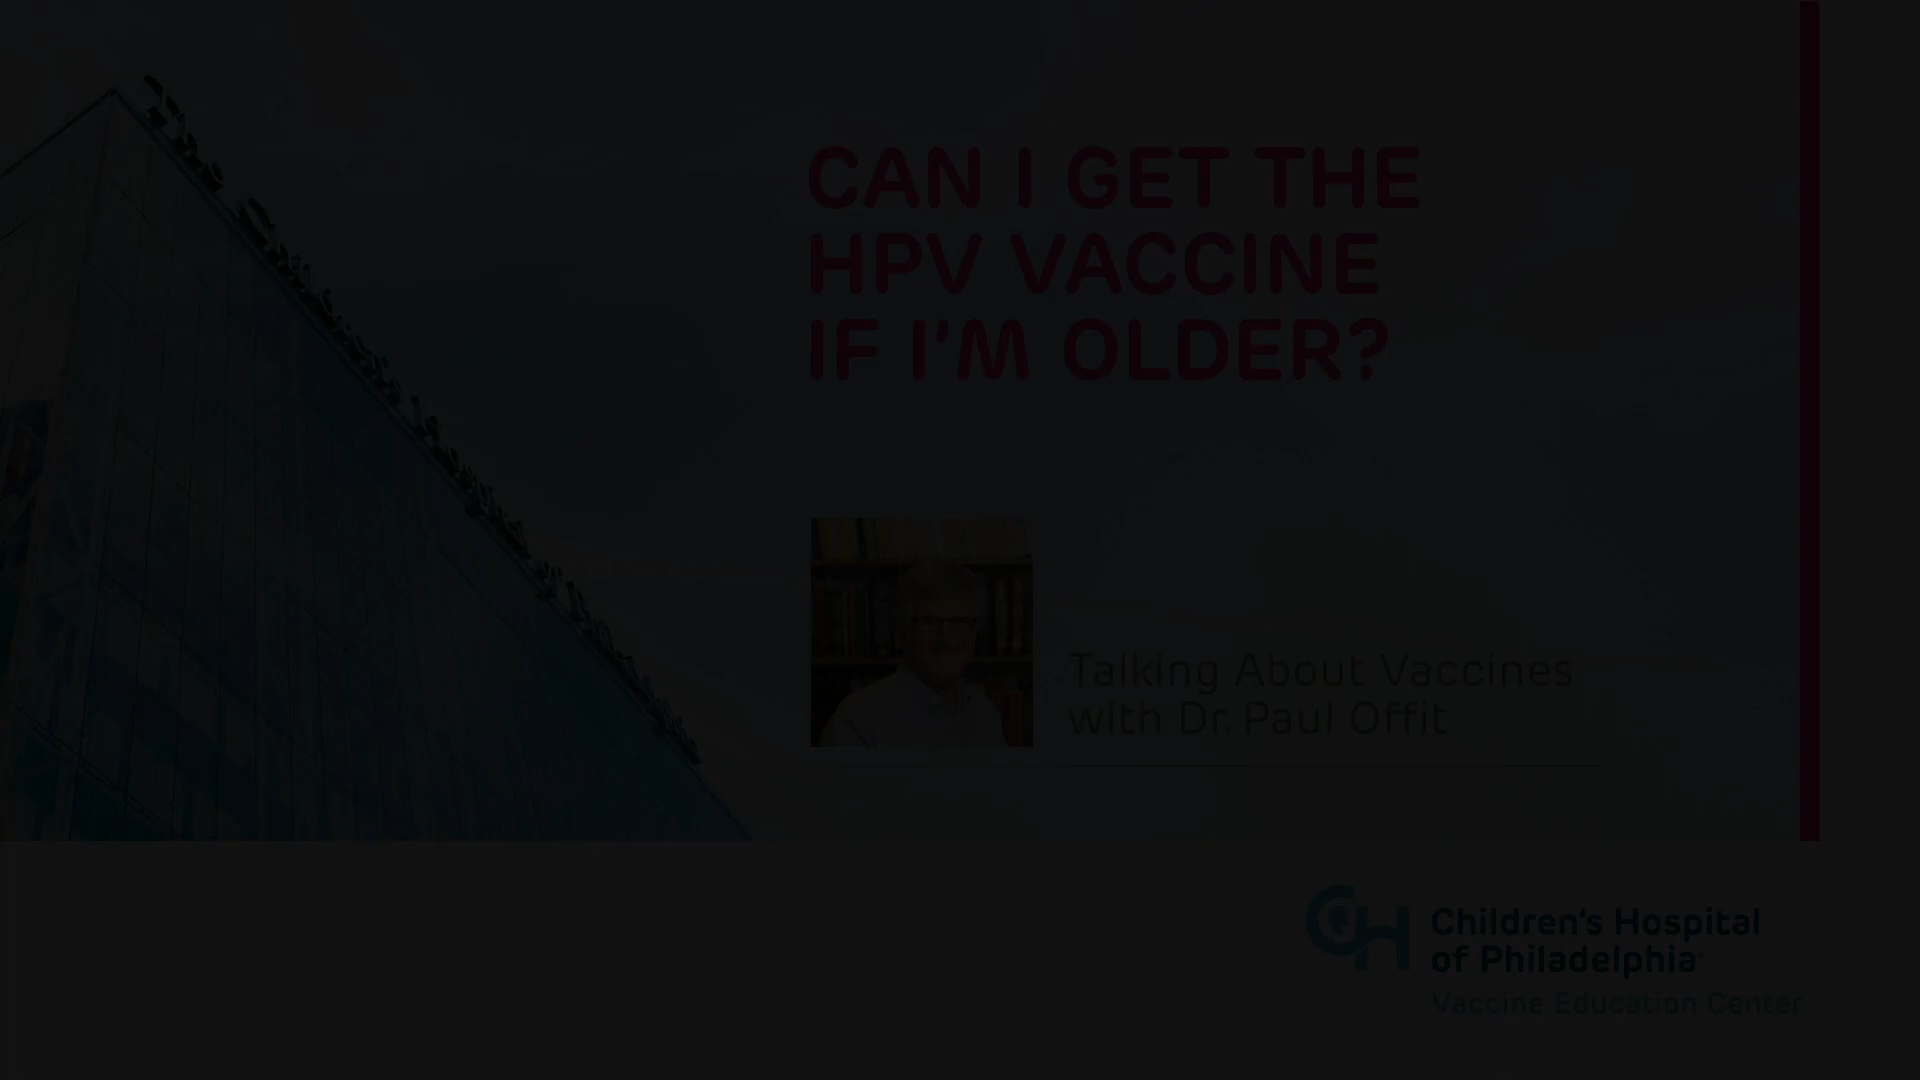 CAN I GET THE
HPV VACCINE
IF I'M OLDER?
Talking About Vaccines
with Dr. Paul Offit
CH Children's Hospital
of Philadelphia
Vaccine Education Center